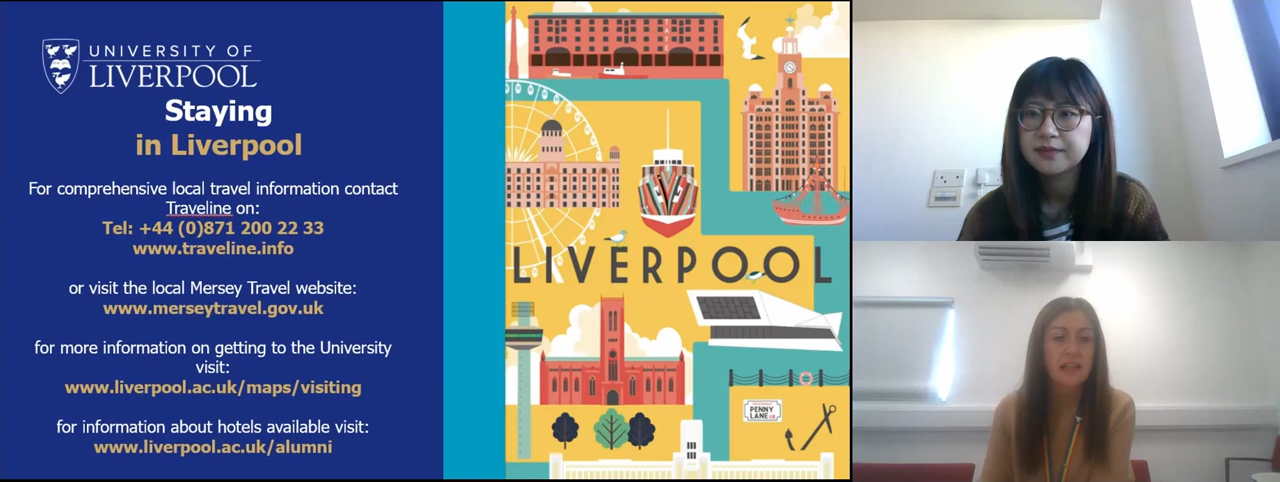 UNIVERSITY OF
LIVERPOOL
Staying
in Liverpool
For comprehensive local travel information contact
Traveline on:
Tel: +44 (0)871 200 22 33
www.traveline.info
or visit the local Mersey Travel website:
www.merseytravel.gov.uk
for more information on getting to the University
visit:
www.liverpool.ac.uk/maps/visiting
for information about hotels available visit:
www.liverpool.ac.uk/alumni
TATE
LIVERPOOL
PENNY
LANE